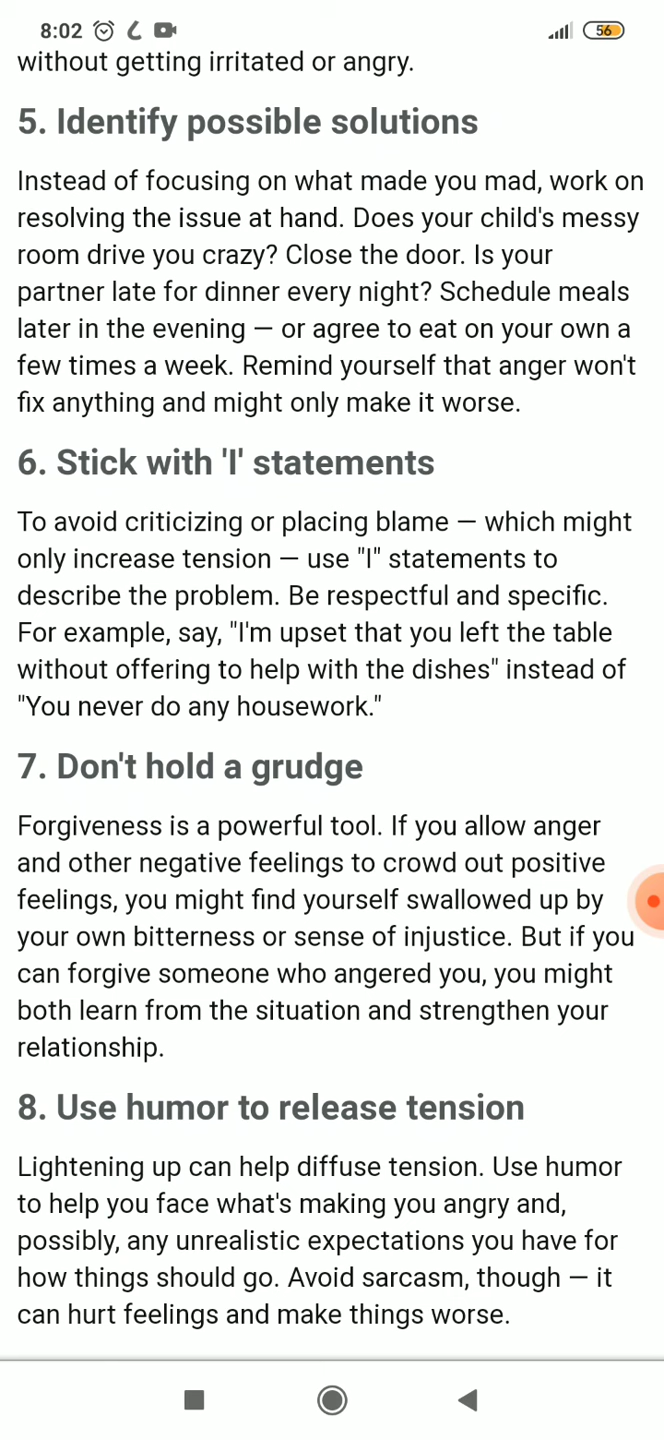 8:02
56
without getting irritated or angry.
5. Identify possible solutions
Instead of focusing on what made you mad, work on
resolving the issue at hand. Does your child's messy
room drive you crazy? Close the door. Is your
partner late for dinner every night? Schedule meals
later in the evening — or agree to eat on your own a
few times a week. Remind yourself that anger won't
fix anything and might only make it worse.
6. Stick with 'I' statements
To avoid criticizing or placing blame — which might
only increase tension — use "I" statements to
describe the problem. Be respectful and specific.
For example, say, "I'm upset that you left the table
without offering to help with the dishes" instead of
"You never do any housework."
7. Don't hold a grudge
Forgiveness is a powerful tool. If you allow anger
and other negative feelings to crowd out positive
feelings, you might find yourself swallowed up by
your own bitterness or sense of injustice. But if you
can forgive someone who angered you, you might
both learn from the situation and strengthen your
relationship.
8. Use humor to release tension
Lightening up can help diffuse tension. Use humor
to help you face what's making you angry and,
possibly, any unrealistic expectations you have for
how things should go. Avoid sarcasm, though — it
can hurt feelings and make things worse.